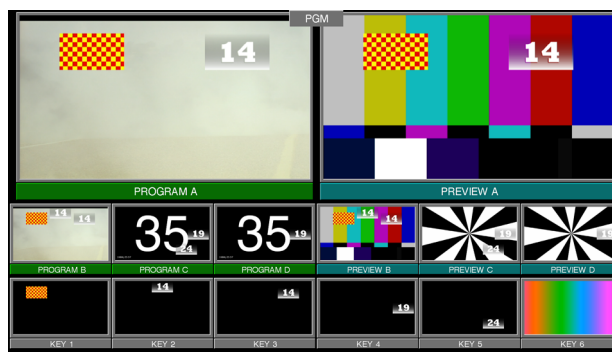 PGM
14
14
PROGRAM A
PREVIEW A
14
14
35
19
24
35
19
14
14
19
24
19
PROGRAM B
PROGRAM C
PROGRAM D
PREVIEW B
PREVIEW C
PREVIEW D
14
14
19
24
KEY 1
KEY 2
KEY 3
KEY 4
KEY 5
KEY 6